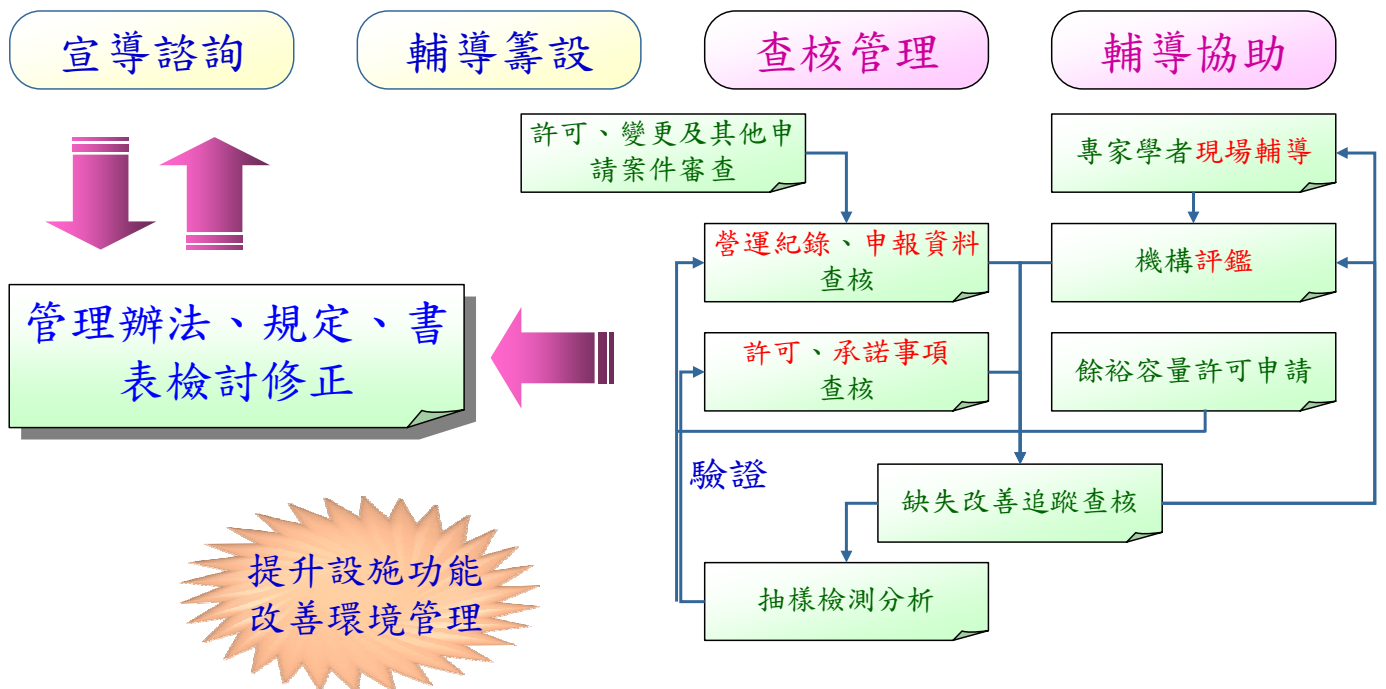 宣導諮詢
輔導籌設
查核管理
輔導協助
許可、變更及其他申
請案件審查
專家學者現場輔導
營運紀錄、申報資料
查核
機構評鑑
管理辦法、規定、書
表檢討修正
許可、承諾事項
查核
餘裕容量許可申請
驗證
缺失改善追蹤查核
提升設施功能
改善環境管理
抽樣檢測分析